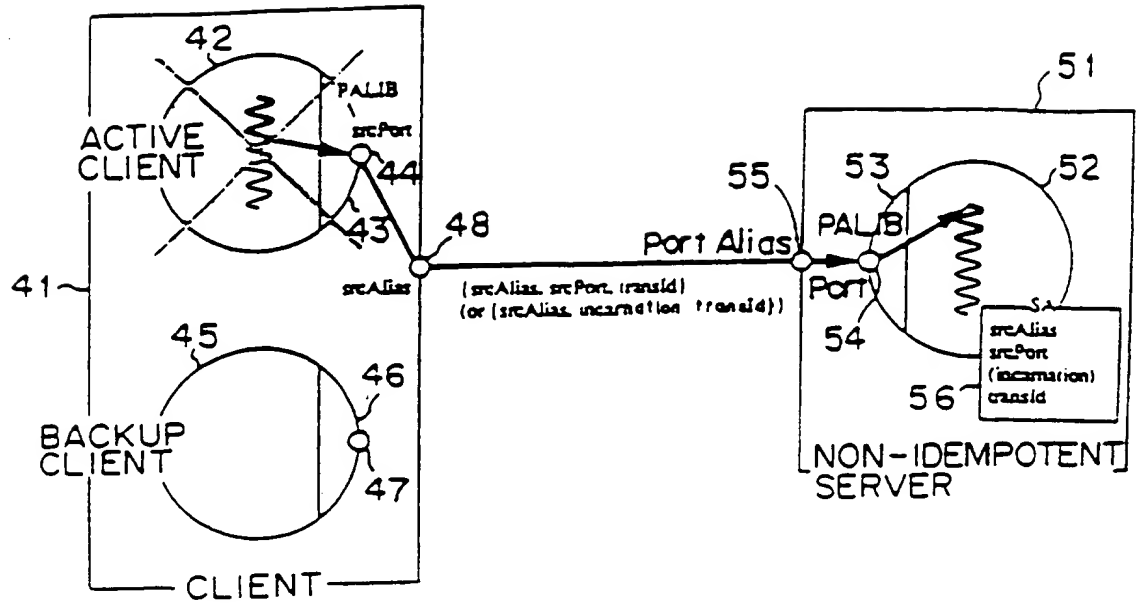 42
PALIB
srcPort
ACTIVE
CLIENT
44
43
48
srcAlias
41
45
46
BACKUP
CLIENT
47
CLIENT
(srcAlias, srcPort, transId)
(or (srcAlias, incarnation transId))
Port Alias
55
51
53
52
PALIB
Port
54
SA
srcAlias
srcPort
(incarnation)
transId
56
NON-IDEMPOTENT
SERVER